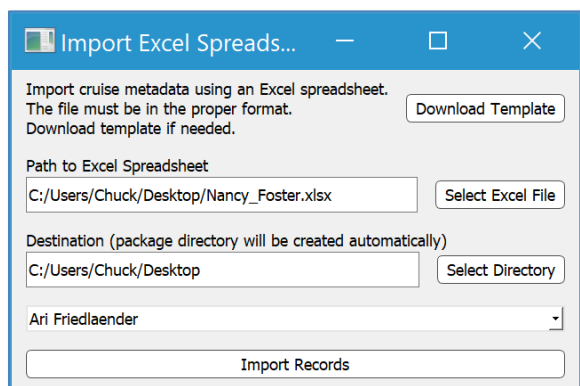 Import Excel Spreads...
Import cruise metadata using an Excel spreadsheet.
The file must be in the proper format.
Download template if needed.
Download Template
Path to Excel Spreadsheet
C:/Users/Chuck/Desktop/Nancy_Foster.xlsx
Select Excel File
Destination (package directory will be created automatically)
C:/Users/Chuck/Desktop
Select Directory
Ari Friedlaender
Import Records